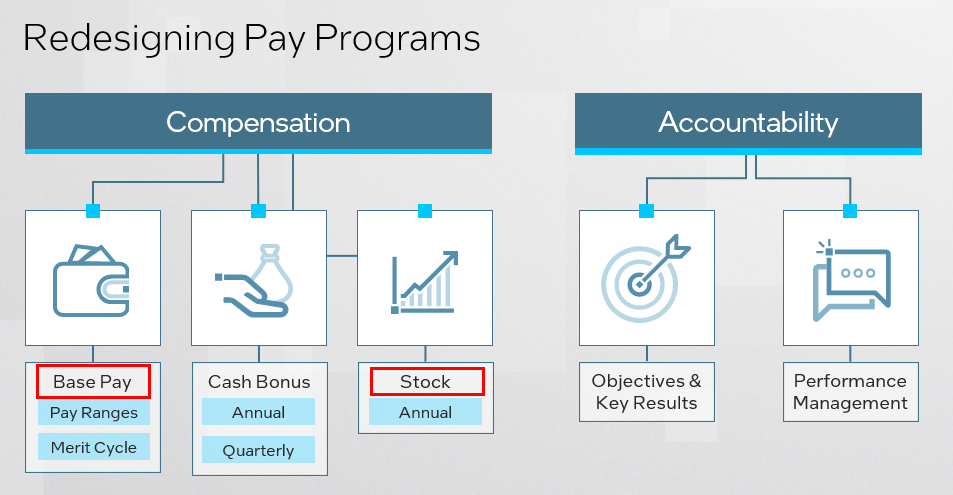 Redesigning Pay Programs
Compensation
Accountability
Base Pay
Pay Ranges
Merit Cycle
Cash Bonus
Annual
Quarterly
Stock
Annual
Objectives &
Key Results
Performance
Management